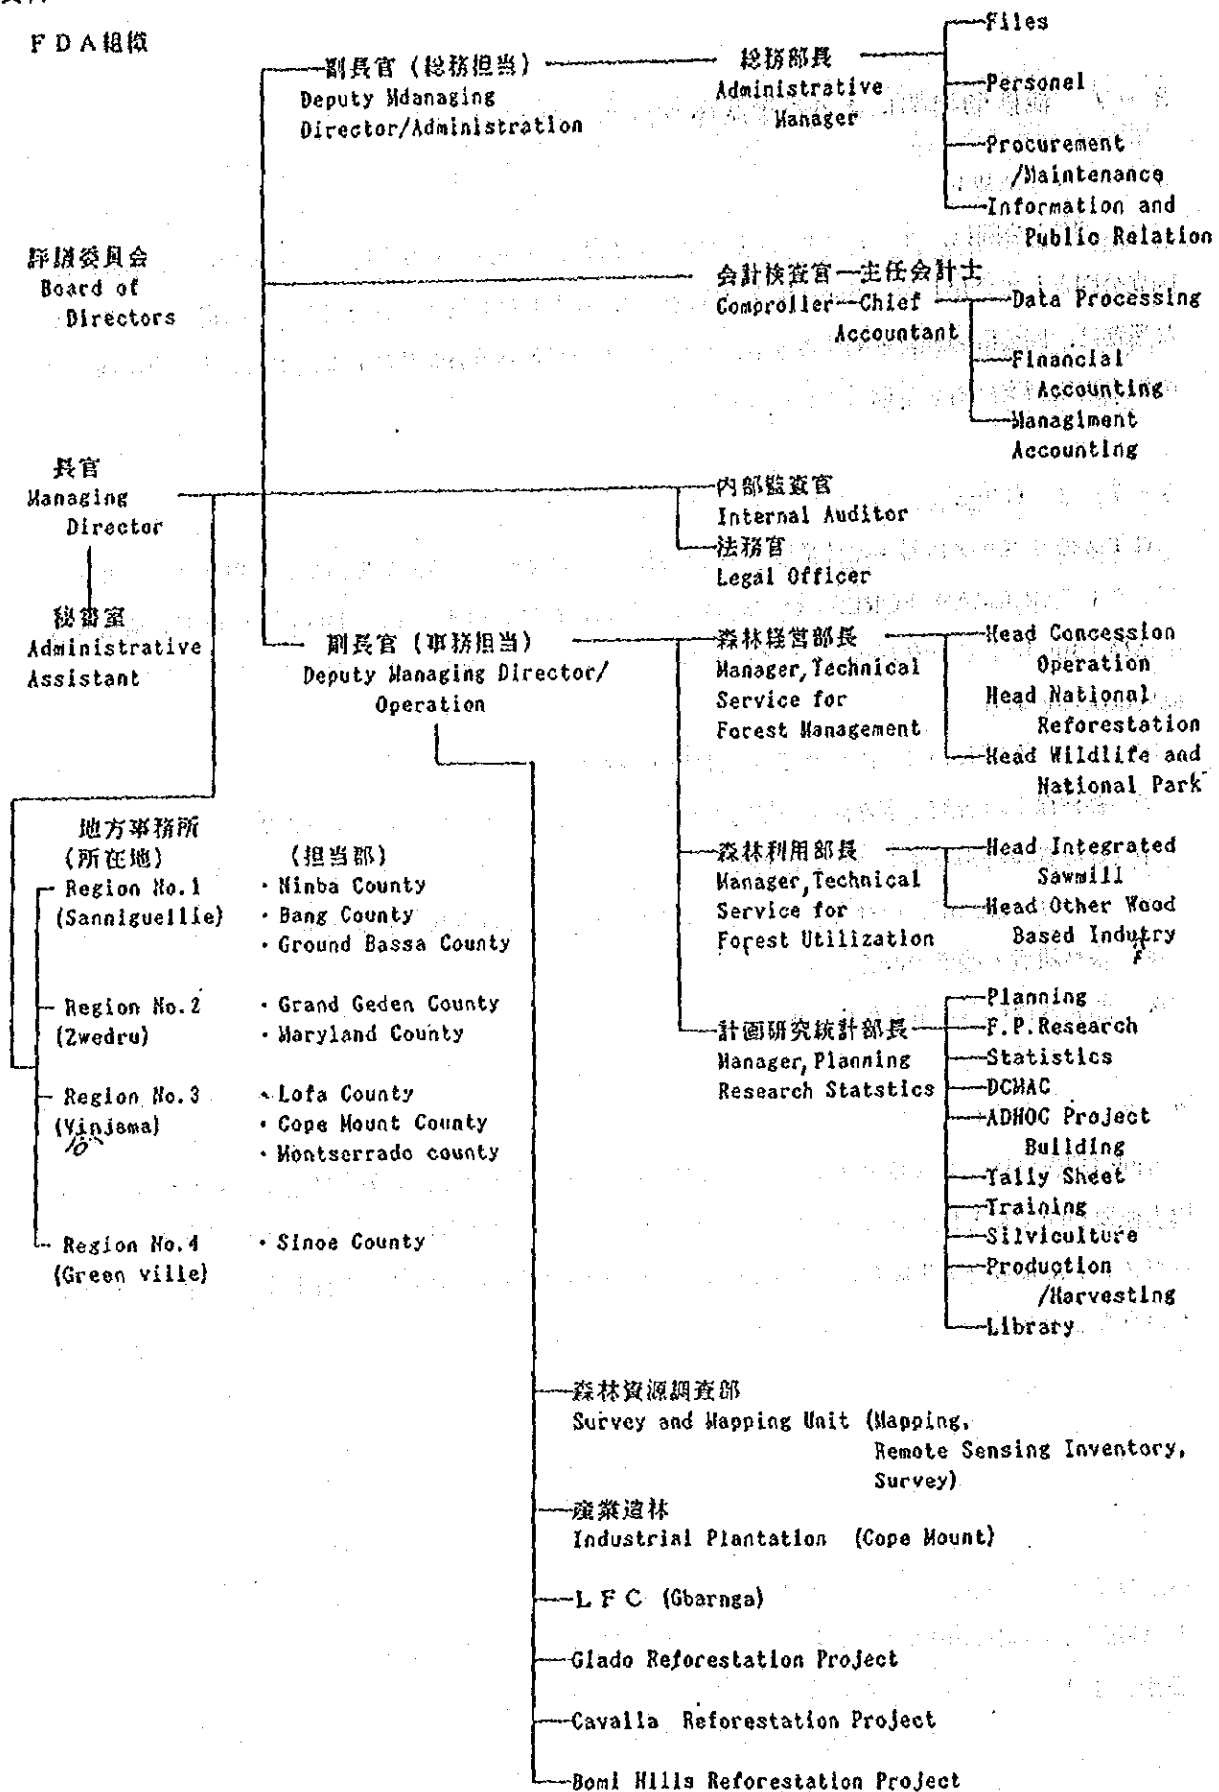 FDA組織
副長官（総務担当）
Deputy Mdanaging
Director/Administration
総務部長
Administrative
Manager
Files
Personel
Procurement
/Maintenance
Information and
Public Relation
評議委員会
Board of
Directors
会計検査官―主任会計士
Comproller―Chief
Accountant
Data Processing
Financial
Accounting
Managiment
Accounting
長官
Managing
Director
内部監査官
Internal Auditor
法務官
Legal Officer
秘書室
Administrative
Assistant
副長官（事務担当）
Deputy Managing Director/
Operation
森林経営部長
Manager,Technical
Service for
Forest Management
Head Concession
Operation
Head National
Reforestation
Head Wildlife and
National Park
地方事務所
(所在地)
(担当郡)
Region No.1
(Sanniguellie)
・Ninba County
・Bang County
・Ground Bassa County
Region No.2
(Zwedru)
・Grand Geden County
・Maryland County
Region No.3
(Vinjama)
・Lofa County
・Cope Mount County
・Montserrado county
Region No.4
(Green ville)
・Sinoe County
森林利用部長
Manager,Technical
Service for
Forest Utilization
Head Integrated
Sawmill
Head Other Wood
Based Indutry
計画研究統計部長
Manager,Planning
Research Statstics
Planning
F.P.Research
Statistics
DCMAC
ADHOC Project
Building
Tally Sheet
Training
Silviculture
Production
/Harvesting
Library
森林資源調査部
Survey and Mapping Unit (Mapping,
Remote Sensing Inventory,
Survey)
産業造林
Industrial Plantation (Cope Mount)
LFC (Gbarnga)
Glado Reforestation Project
Cavalla Reforestation Project
Bomi Hills Reforestation Project